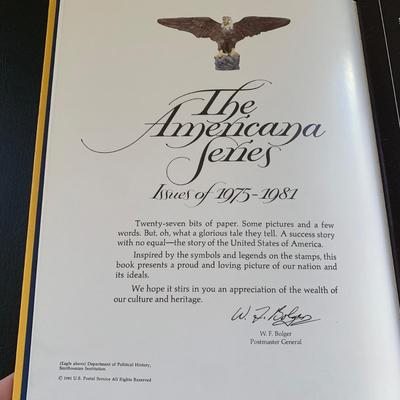 The
Americana
Series
Issues of 1975-1981
Twenty-seven bits of paper. Some pictures and a few
words. But, oh, what a glorious tale they tell. A success story
with no equal—the story of the United States of America.
Inspired by the symbols and legends on the stamps, this
book presents a proud and loving picture of our nation and
its ideals.
We hope it stirs in you an appreciation of the wealth of
our culture and heritage.
W. F. Bolger
W. F. Bolger
Postmaster General
(Eagle above) Department of Political History,
Smithsonian Institution.
© 1981 U.S. Postal Service All Rights Reserved